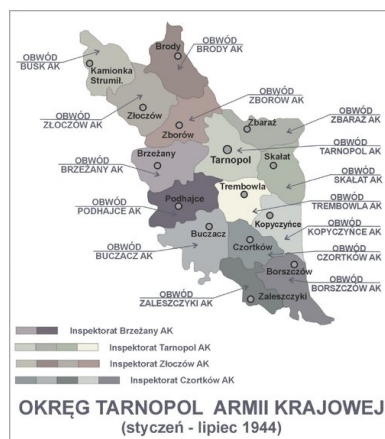 OBWÓD
BUSK AK
Brody
OBWÓD
BRODY AK
Kamionka
Strumił.
OBWÓD
ZŁOCZÓW AK
Złoczów
OBWÓD
ZBORÓW AK
Zborów
Zbaraż
OBWÓD
ZBARAŻ AK
Brzeżany
OBWÓD
BRZEŻANY AK
Tarnopol
OBWÓD
TARNOPOL AK
Skałat
OBWÓD
SKAŁAT AK
Trembowla
OBWÓD
TREMBOWLA AK
Podhajce
OBWÓD
PODHAJCE AK
Kopyczyńce
OBWÓD
KOPYCZYŃCE AK
Buczacz
OBWÓD
BUCZACZ AK
Czortków
OBWÓD
CZORTKÓW AK
Borszczów
OBWÓD
BORSZCZÓW AK
OBWÓD
ZALESZCZYKI AK
Zaleszczyki
Inspektorat Brzeżany AK
Inspektorat Tarnopol AK
Inspektorat Złoczów AK
Inspektorat Czortków AK
OKRĘG TARNOPOL ARMII KRAJOWEJ
(styczeń - lipiec 1944)